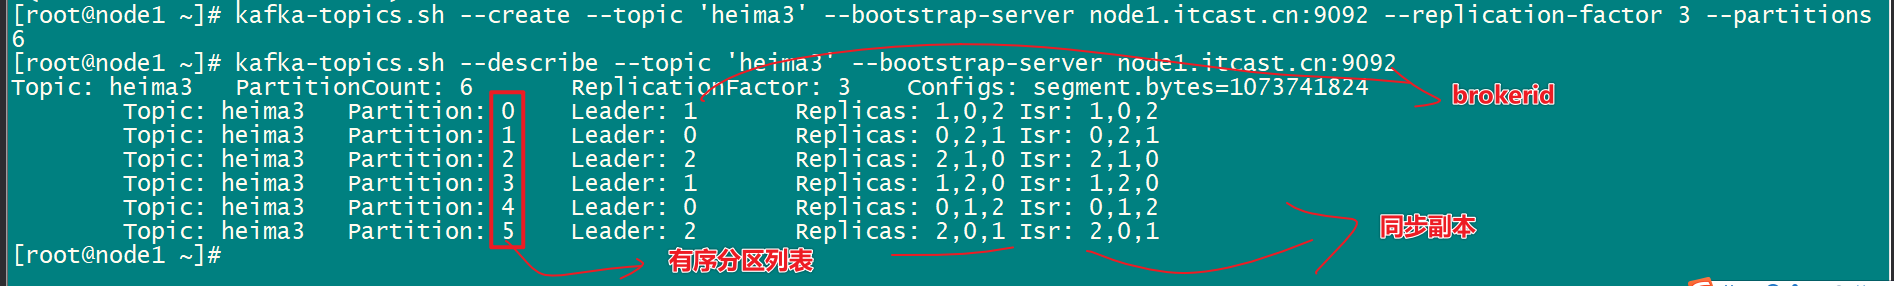 [root@node1 ~]# kafka-topics.sh --create --topic 'heima3' --bootstrap-server node1.itcast.cn:9092 --replication-factor 3 --partitions
6
[root@node1 ~]# kafka-topics.sh --describe --topic 'heima3' --bootstrap-server node1.itcast.cn:9092
Topic: heima3 PartitionCount: 6 ReplicationFactor: 3 Configs: segment.bytes=1073741824
brokerid
Topic: heima3 Partition: 0 Leader: 1 Replicas: 1,0,2 Isr: 1,0,2
Topic: heima3 Partition: 1 Leader: 0 Replicas: 0,2,1 Isr: 0,2,1
Topic: heima3 Partition: 2 Leader: 2 Replicas: 2,1,0 Isr: 2,1,0
Topic: heima3 Partition: 3 Leader: 1 Replicas: 1,2,0 Isr: 1,2,0
Topic: heima3 Partition: 4 Leader: 0 Replicas: 0,1,2 Isr: 0,1,2
Topic: heima3 Partition: 5 Leader: 2 Replicas: 2,0,1 Isr: 2,0,1
同步副本
[root@node1 ~]#
有序分区列表